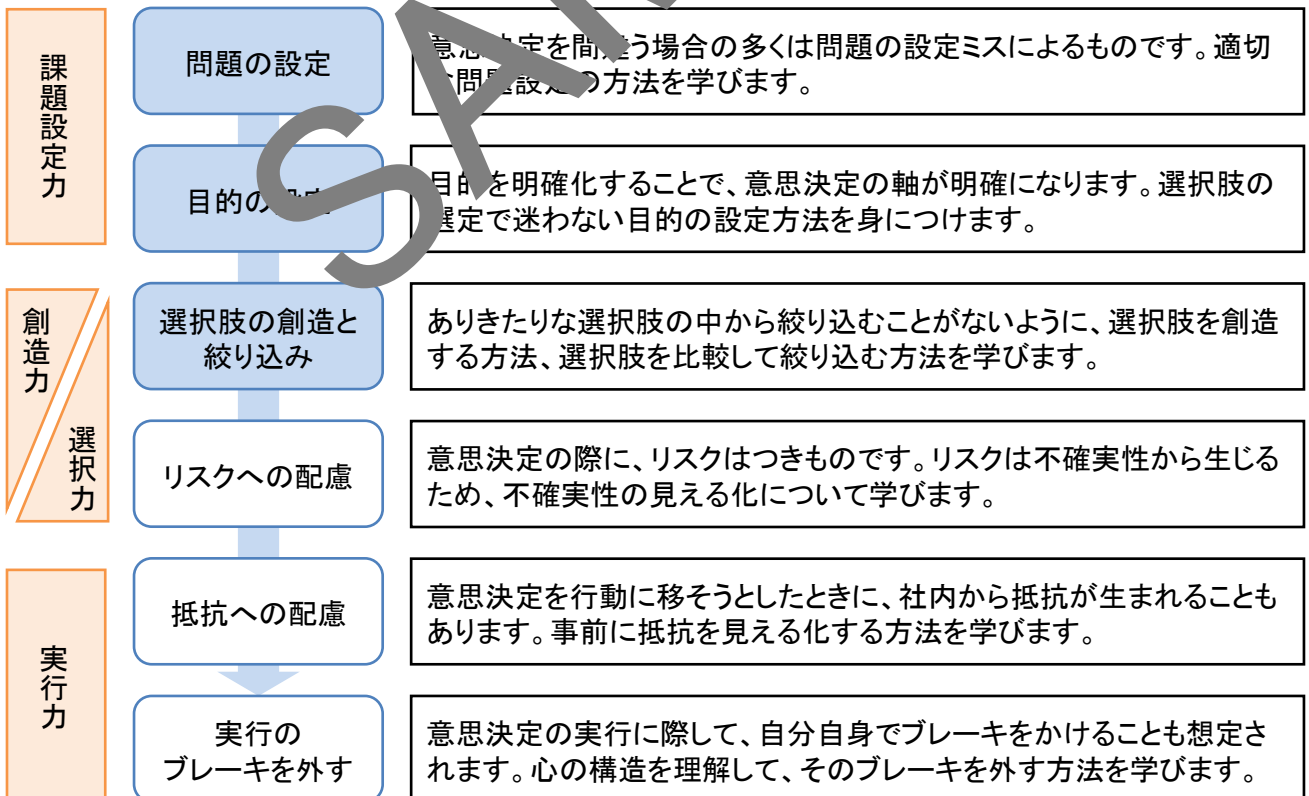 課題設定力
問題の設定
意思決定を間違う場合の多くは問題の設定ミスによるものです。適切
な問題設定の方法を学びます。
目的の設定
目的を明確化することで、意思決定の軸が明確になります。選択肢の
選定で迷わない目的の設定方法を身につけます。
創造力
選択力
選択肢の創造と
絞り込み
ありきたりな選択肢の中から絞り込むことがないように、選択肢を創造
する方法、選択肢を比較して絞り込む方法を学びます。
リスクへの配慮
意思決定の際に、リスクはつきものです。リスクは不確実性から生じる
ため、不確実性の見える化について学びます。
実行力
抵抗への配慮
意思決定を行動に移そうとしたときに、社内から抵抗が生まれることも
あります。事前に抵抗を見える化する方法を学びます。
実行の
ブレーキを外す
意思決定の実行に際して、自分自身でブレーキをかけることも想定さ
れます。心の構造を理解して、そのブレーキを外す方法を学びます。